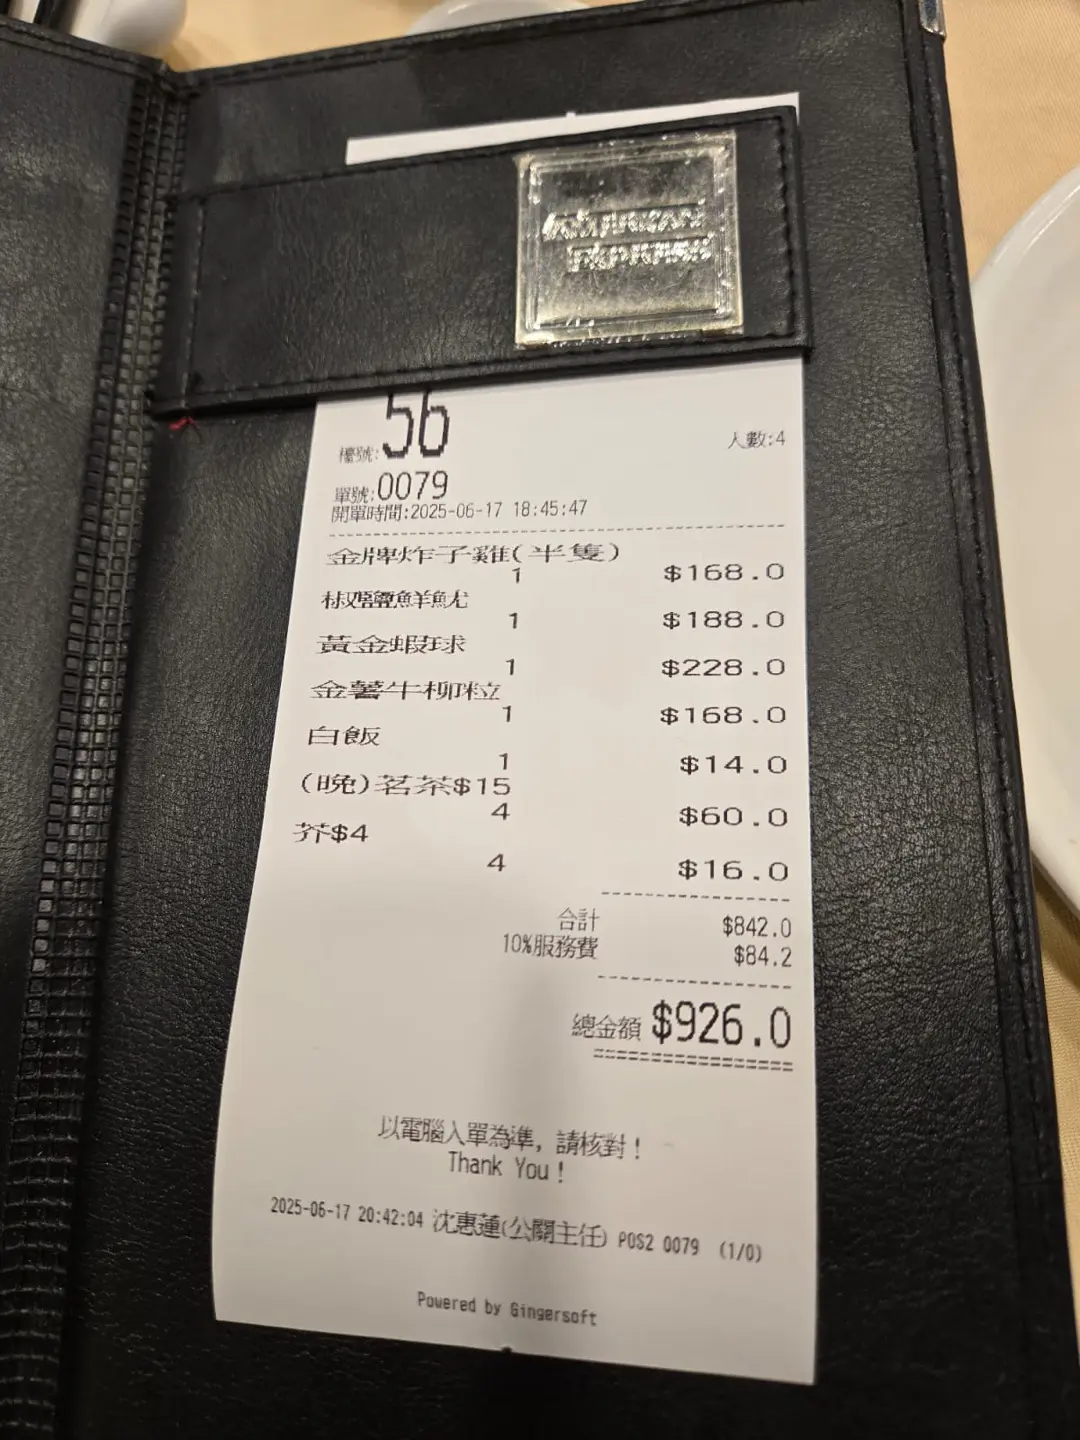 AMERICAN
EXPRESS
檯號:56
人數:4
單號:0079
開單時間:2025-06-17 18:45:47
金牌炸子雞(半隻)
1 $168.0
椒鹽鮮魷
1 $188.0
黃金蝦球
1 $228.0
金薯牛柳粒
1 $168.0
白飯
1 $14.0
(晚)茗茶$15
4 $60.0
芥$4
4 $16.0
合計 $842.0
10%服務費 $84.2
總金額 $926.0
以電腦入單為準, 請核對!
Thank You!
2025-06-17 20:42:04 沈惠蓮(公關主任) POS2 0079 (1/0)
Powered by Gingersoft